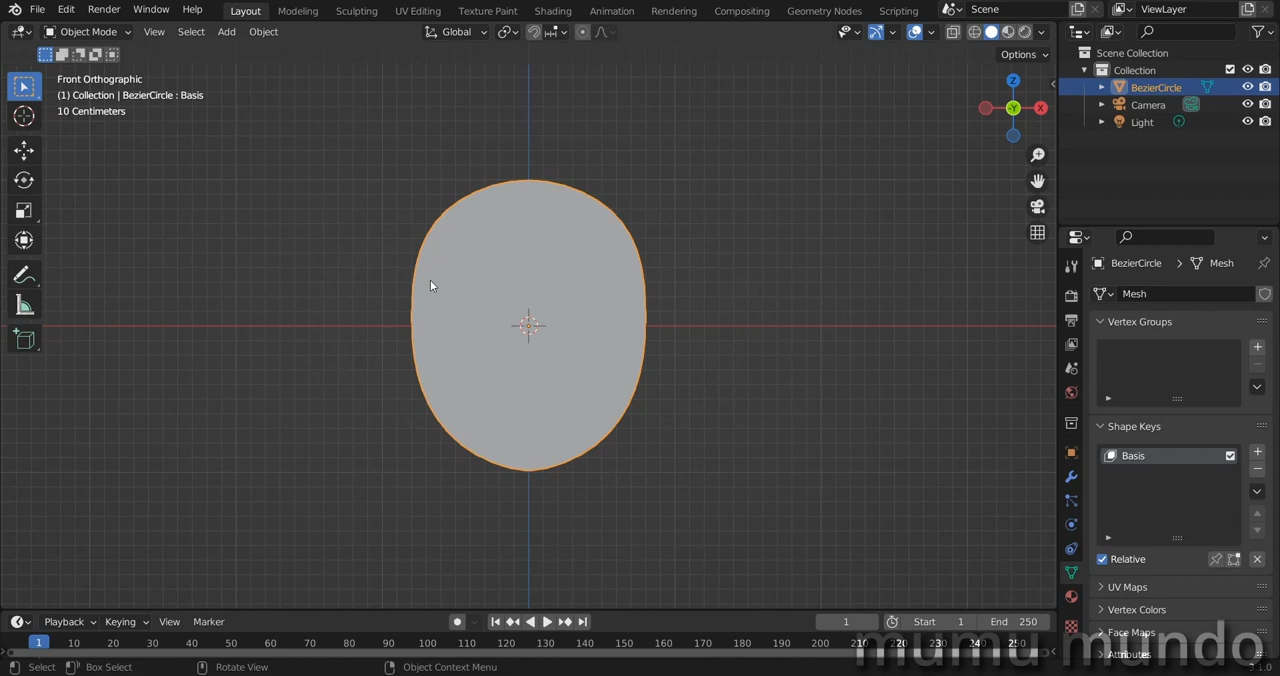 File Edit Render Window Help Layout Modeling Sculpting UV Editing Texture Paint Shading Animation Rendering Compositing Geometry Nodes Scripting Scene ViewLayer
Object Mode View Select Add Object Global
Options
Front Orthographic
(1) Collection | BezierCircle : Basis
10 Centimeters
Z
-Y
X
Scene Collection
Collection
BezierCircle
Camera
Light
BezierCircle > Mesh
Mesh
Vertex Groups
Shape Keys
Basis
Relative
UV Maps
Vertex Colors
Face Maps
Attributes
Playback Keying View Marker 1 Start 1 End 250
1 10 20 30 40 50 60 70 80 90 100 110 120 130 140 150 160 170 180 190 200 210 220 230 240 250
Select Box Select Rotate View Object Context Menu 3.1.0
mumu mundo